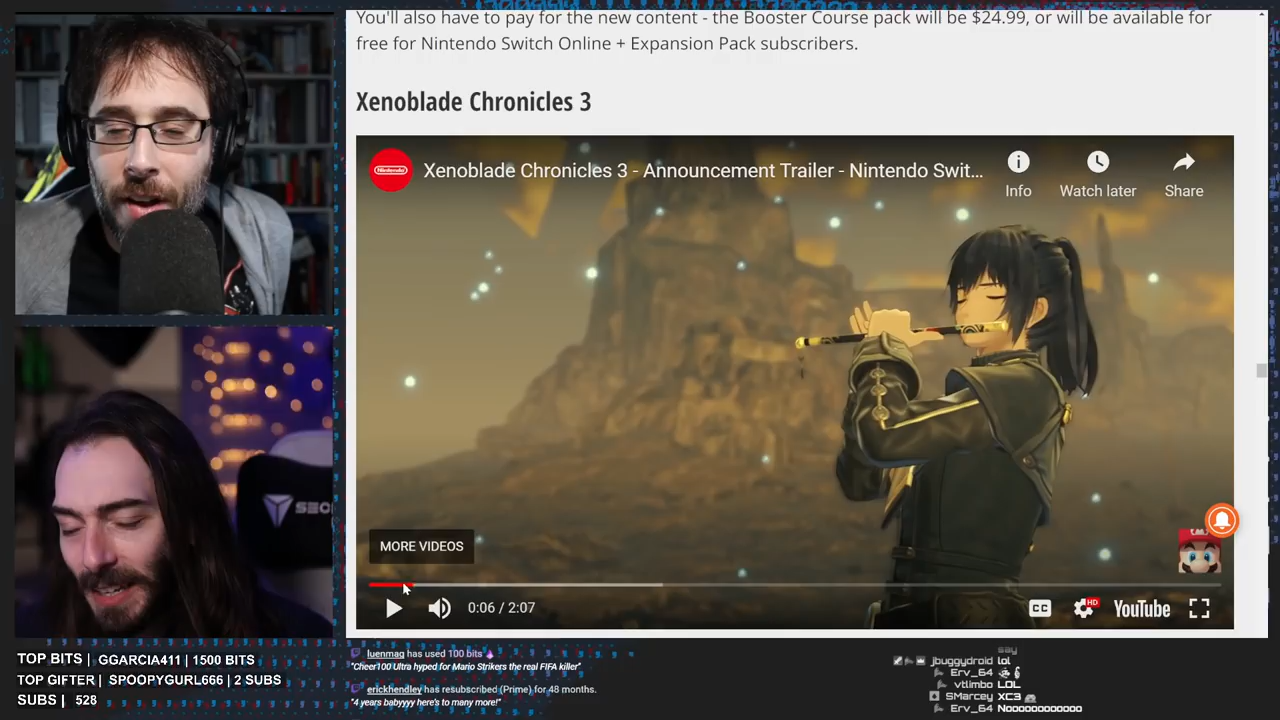 You'll also have to pay for the new content - the Booster Course pack will be $24.99, or will be available for
free for Nintendo Switch Online + Expansion Pack subscribers.
Xenoblade Chronicles 3
Nintendo
Xenoblade Chronicles 3 - Announcement Trailer - Nintendo Swit...
Info
Watch later
Share
MORE VIDEOS
0:06 / 2:07
CC
HD
YouTube
TOP BITS | GGARCIA411 | 1500 BITS
TOP GIFTER | SPOOPYGURL666 | 2 SUBS
SUBS | 528
luenmag has used 100 bits
"Cheer100 Ultra hyped for Mario Strikers the real FIFA killer"
erickhendley has resubscribed (Prime) for 48 months.
"4 years babyyyy here's to many more!"
say
jbuggydroid lol
Erv_64
vtlimbo LOL
SMarcey XC3
Erv_64 Nooooooooooo